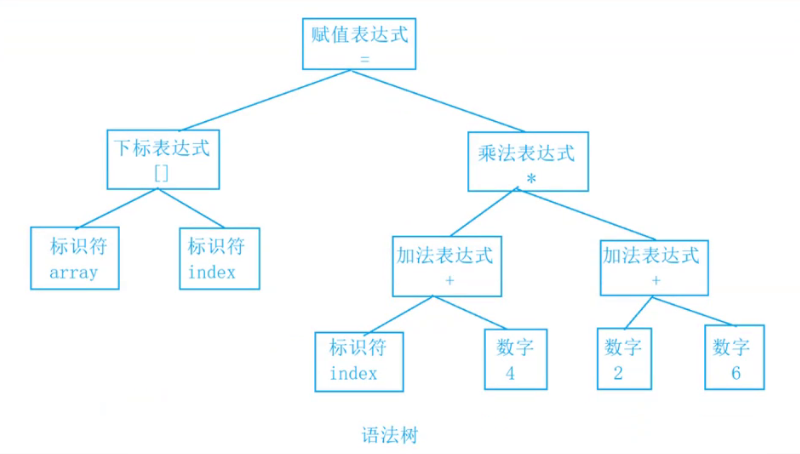 赋值表达式
=
下标表达式
[]
乘法表达式
*
标识符
array
标识符
index
加法表达式
+
加法表达式
+
标识符
index
数字
4
数字
2
数字
6
语法树